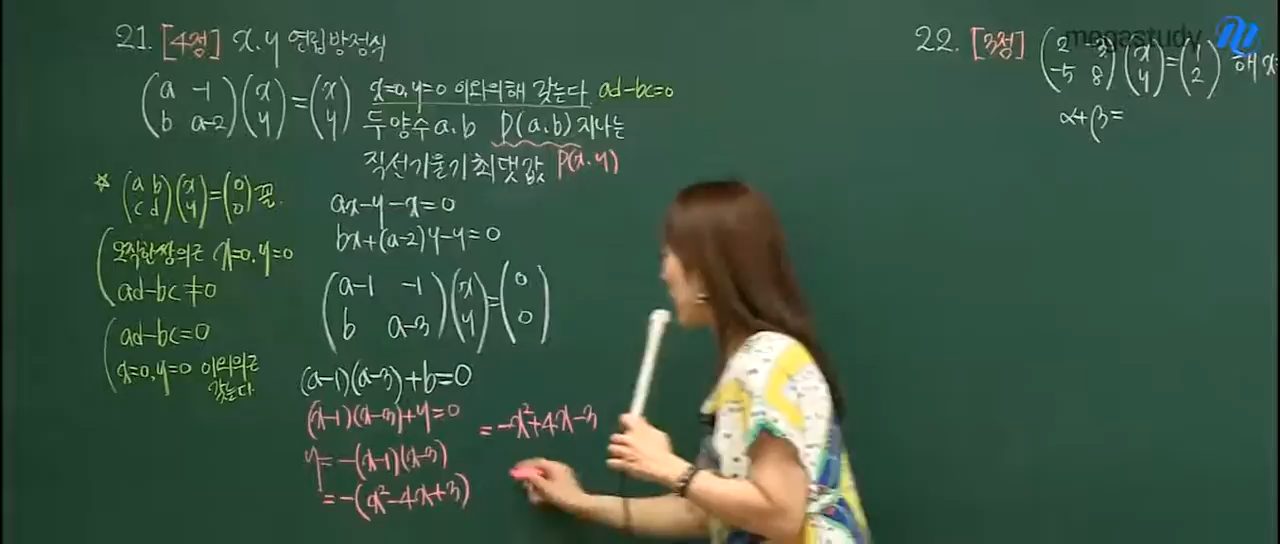 21. [4점] x, y 연립방정식
(a -1
b a-2)(x
y)=(x
y)
x=0, y=0 이외의해 갖는다. ad-bc=0
두 양수 a, b P(a, b) 지나는
직선기울기 최댓값 P(x, y)
☆ (a b
c d)(x
y)=(0
0)꼴.
오직한쌍의근 x=0, y=0
ad-bc≠0
ad-bc=0
x=0, y=0 이외의근
갖는다
ax-y-x=0
bx+(a-2)y-y=0
(a-1 -1
b a-3)(x
y)=(0
0)
(a-1)(a-3)+b=0
(x-1)(x-3)+y=0
y=-(x-1)(x-3)
=-(x²-4x+3)
=-x²+4x-3
22. [3점] (2 -3
-5 8)(x
y)=(1
2) 해 x=
α+β=
megastudy